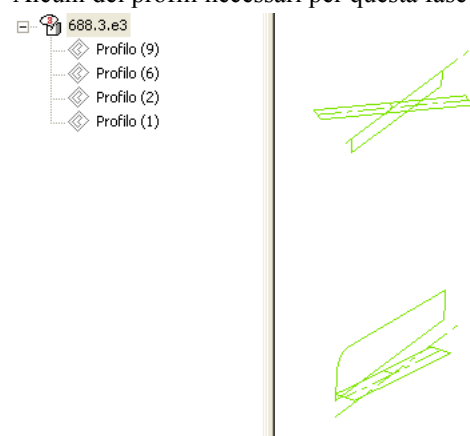 Alcuni dei profili necessari per questa fase
688.3.e3
Profilo (9)
Profilo (6)
Profilo (2)
Profilo (1)